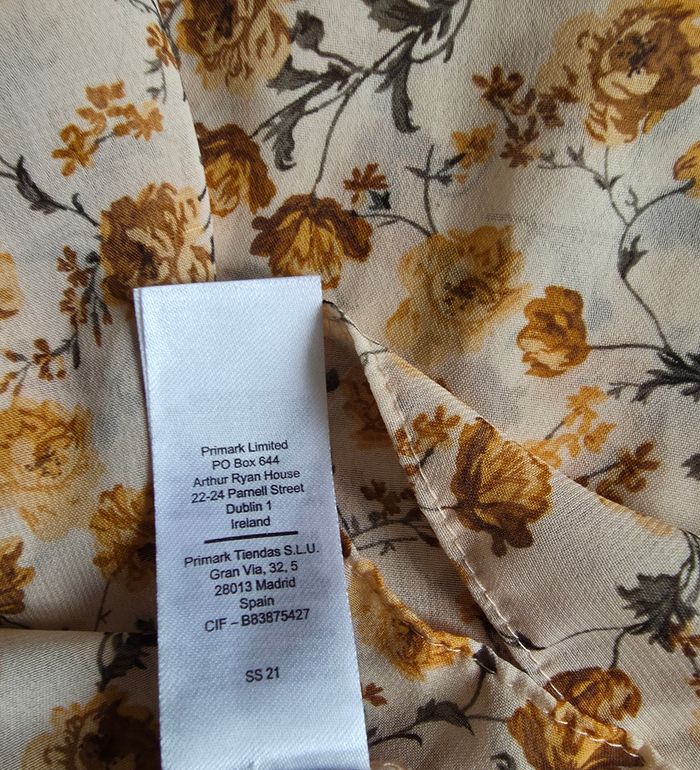 Primark Limited
PO Box 644
Arthur Ryan House
22-24 Parnell Street
Dublin 1
Ireland
Primark Tiendas S.L.U.
Gran Via, 32, 5
28013 Madrid
Spain
CIF – B83875427
SS 21